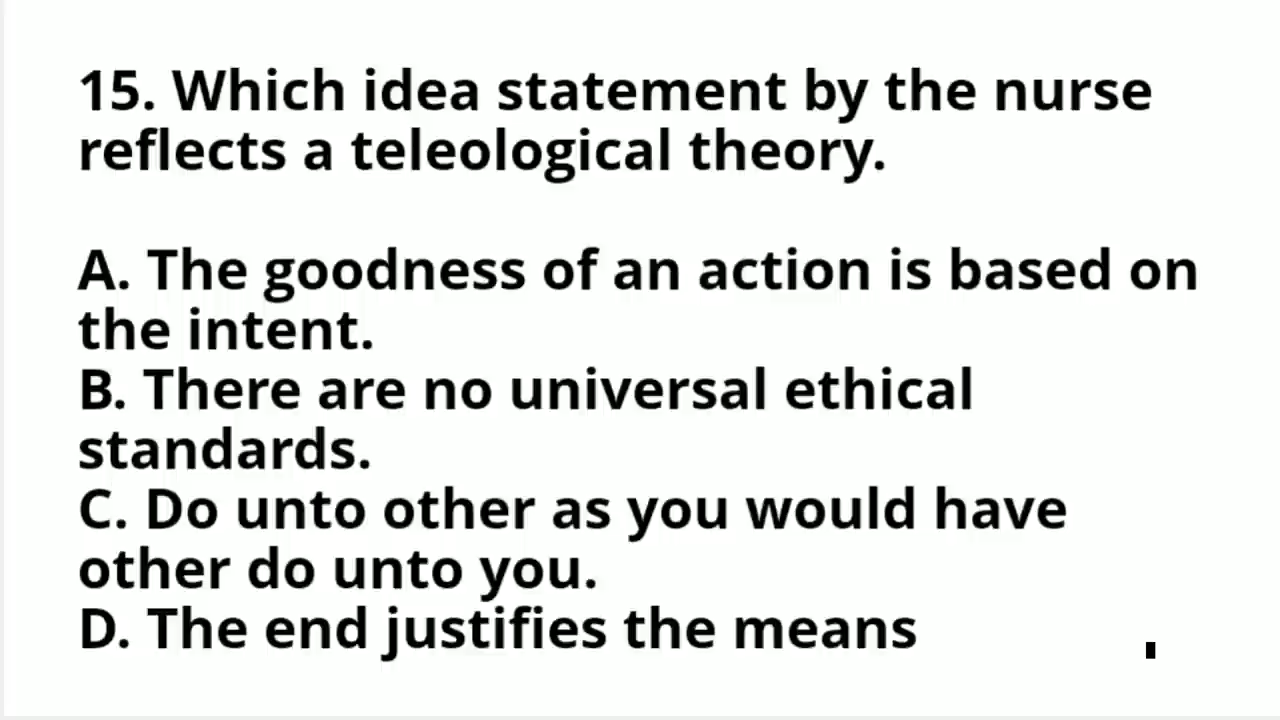 15. Which idea statement by the nurse
reflects a teleological theory.
A. The goodness of an action is based on
the intent.
B. There are no universal ethical
standards.
C. Do unto other as you would have
other do unto you.
D. The end justifies the means